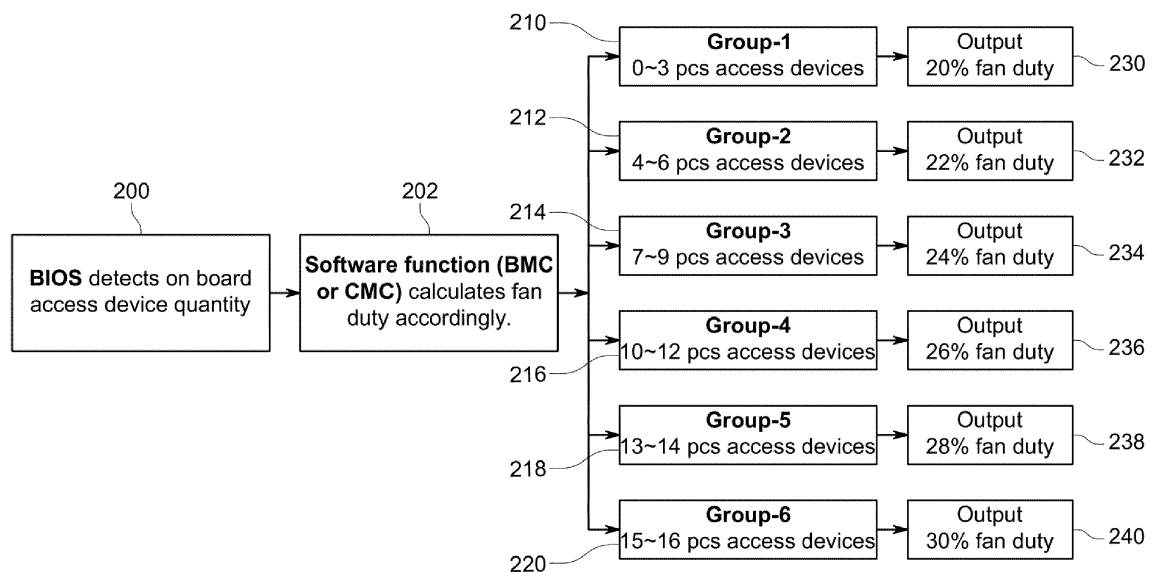 200
BIOS detects on board
access device quantity
202
Software function (BMC
or CMC) calculates fan
duty accordingly.
210
Group-1
0~3 pcs access devices
Output
20% fan duty
230
212
Group-2
4~6 pcs access devices
Output
22% fan duty
232
214
Group-3
7~9 pcs access devices
Output
24% fan duty
234
216
Group-4
10~12 pcs access devices
Output
26% fan duty
236
218
Group-5
13~14 pcs access devices
Output
28% fan duty
238
220
Group-6
15~16 pcs access devices
Output
30% fan duty
240